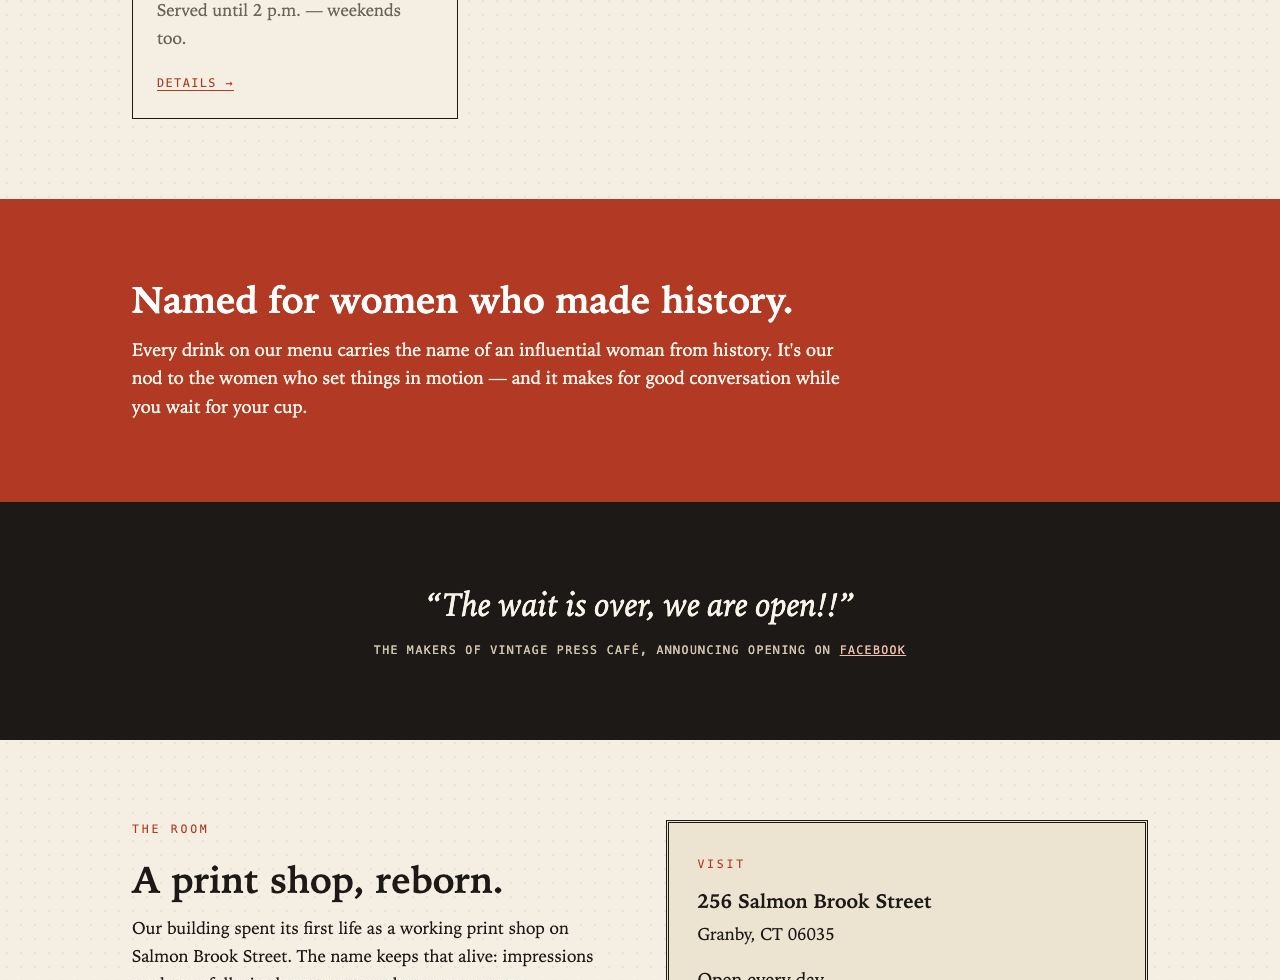 Served until 2 p.m. — weekends
too.
DETAILS →
Named for women who made history.
Every drink on our menu carries the name of an influential woman from history. It's our
nod to the women who set things in motion — and it makes for good conversation while
you wait for your cup.
“The wait is over, we are open!!”
THE MAKERS OF VINTAGE PRESS CAFÉ, ANNOUNCING OPENING ON FACEBOOK
THE ROOM
A print shop, reborn.
Our building spent its first life as a working print shop on
Salmon Brook Street. The name keeps that alive: impressions
VISIT
256 Salmon Brook Street
Granby, CT 06035
Open every day